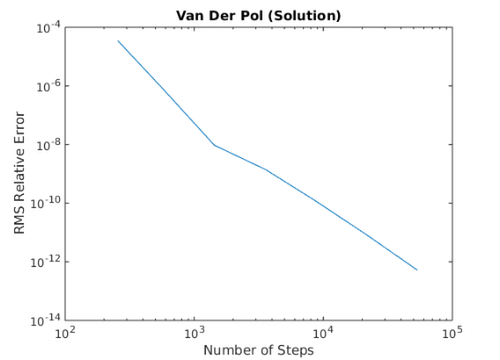 Van Der Pol (Solution)
10^-4
10^-6
10^-8
10^-10
10^-12
10^-14
RMS Relative Error
10^2 10^3 10^4 10^5
Number of Steps